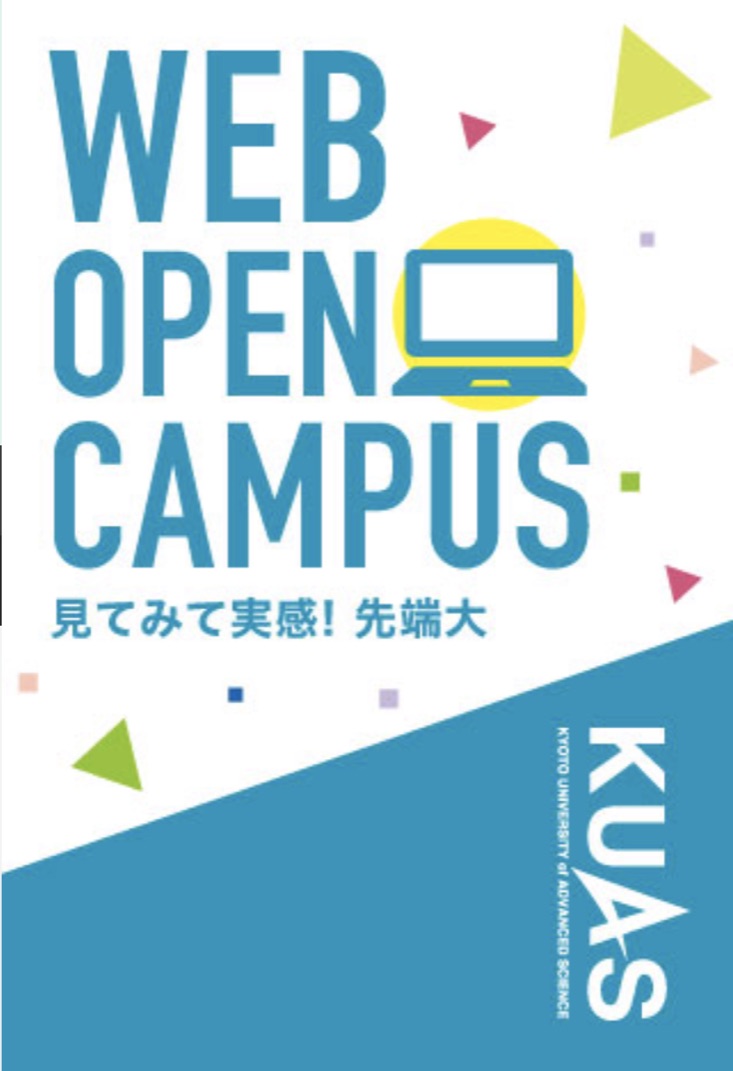 WEB
OPEN
CAMPUS
見てみて実感! 先端大
KUAS
KYOTO UNIVERSITY of ADVANCED SCIENCE